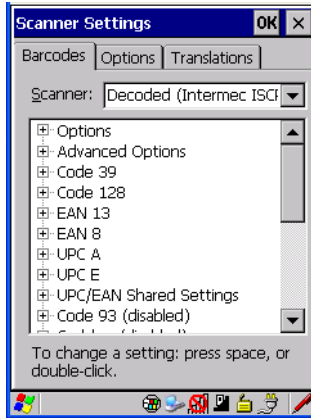 Scanner Settings OK ×
Barcodes Options Translations
Scanner: Decoded (Intermec ISCI
Options
Advanced Options
Code 39
Code 128
EAN 13
EAN 8
UPC A
UPC E
UPC/EAN Shared Settings
Code 93 (disabled)
To change a setting: press space, or
double-click.